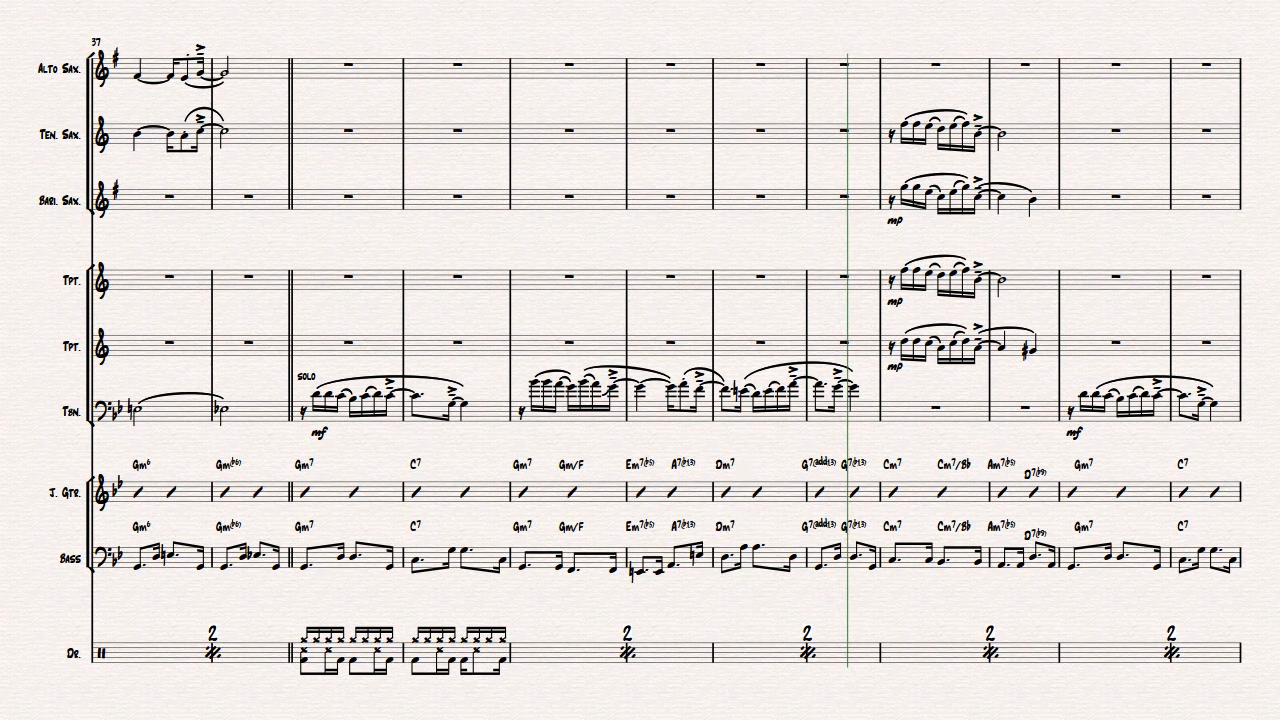 37
ALTO SAX.
TEN. SAX.
BARI. SAX.
mp
TPT.
mp
TPT.
mp
SOLO
TBN.
mf mf
Gm6 Gm(b6) Gm7 C7 Gm7 Gm/F Em7(b5) A7(b13) Dm7 G7(add13) G7(b13) Cm7 Cm7/Bb Am7(b5) D7(b9) Gm7 C7
J. GTR.
Gm6 Gm(b6) Gm7 C7 Gm7 Gm/F Em7(b5) A7(b13) Dm7 G7(add13) G7(b13) Cm7 Cm7/Bb Am7(b5) D7(b9) Gm7 C7
BASS
2 2 2 2 2
DR.